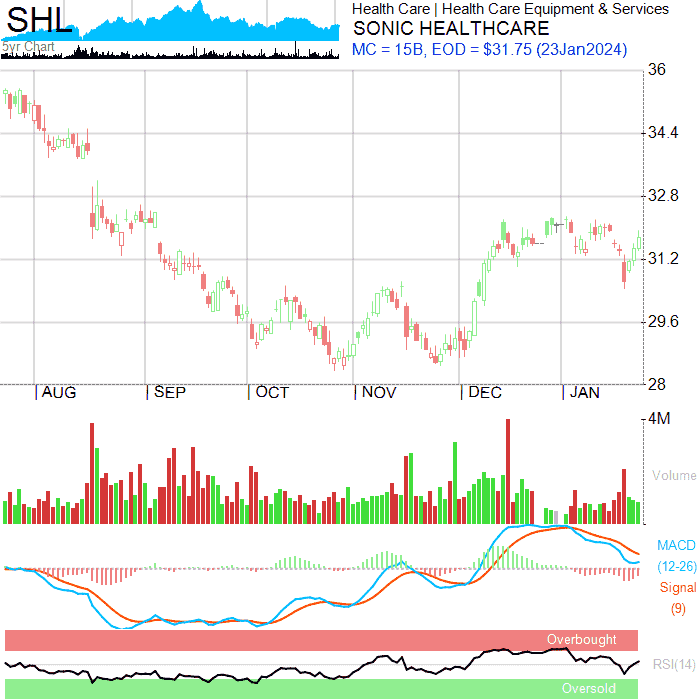 SHL
5yr Chart
Health Care | Health Care Equipment & Services
SONIC HEALTHCARE
MC = 15B, EOD = $31.75 (23Jan2024)
36
34.4
32.8
31.2
29.6
28
| AUG | SEP | OCT | NOV | DEC | JAN
4M
Volume
MACD
(12-26)
Signal
(9)
Overbought
RSI(14)
Oversold